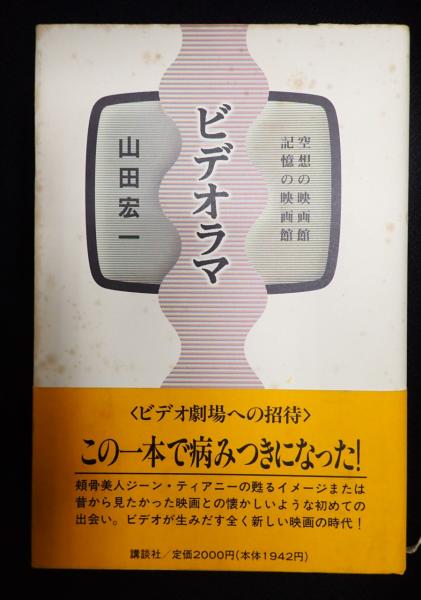 空想の映画館
記憶の映画館
ビデオラマ
山田宏一
〈ビデオ劇場への招待〉
この一本で病みつきになった!
頬骨美人ジーン・ティアニーの甦るイメージまたは
昔から見たかった映画との懐かしいような初めての
出会い。ビデオが生みだす全く新しい映画の時代!
講談社/定価2000円(本体1942円)